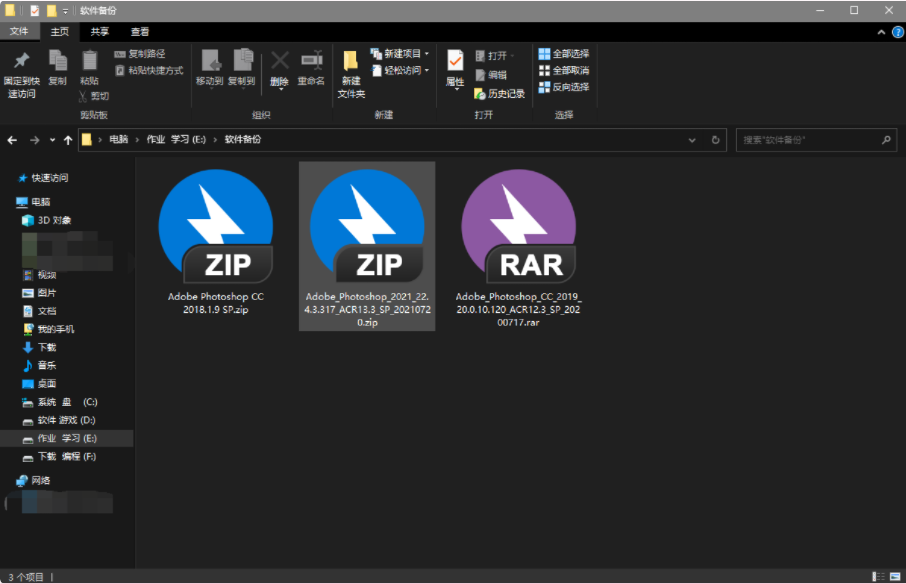 软件备份
文件 主页 共享 查看
固定到快
速访问
复制
粘贴
复制路径
粘贴快捷方式
剪切
剪贴板
移动到
复制到
删除
重命名
组织
新建
文件夹
新建项目
轻松访问
新建
属性
打开
编辑
历史记录
打开
全部选择
全部取消
反向选择
选择
电脑 › 作业 学习 (E:) › 软件备份
搜索"软件备份"
快速访问
电脑
3D 对象
视频
图片
文档
我的手机
下载
音乐
桌面
系统 盘 (C:)
软件 游戏 (D:)
作业 学习 (E:)
下载 编程 (F:)
网络
ZIP
Adobe Photoshop CC
2018.1.9 SP.zip
ZIP
Adobe_Photoshop_2021_22.
4.3.317_ACR13.3_SP_2021072
0.zip
RAR
Adobe_Photoshop_CC_2019_
20.0.10.120_ACR12.3_SP_202
00717.rar
3 个项目